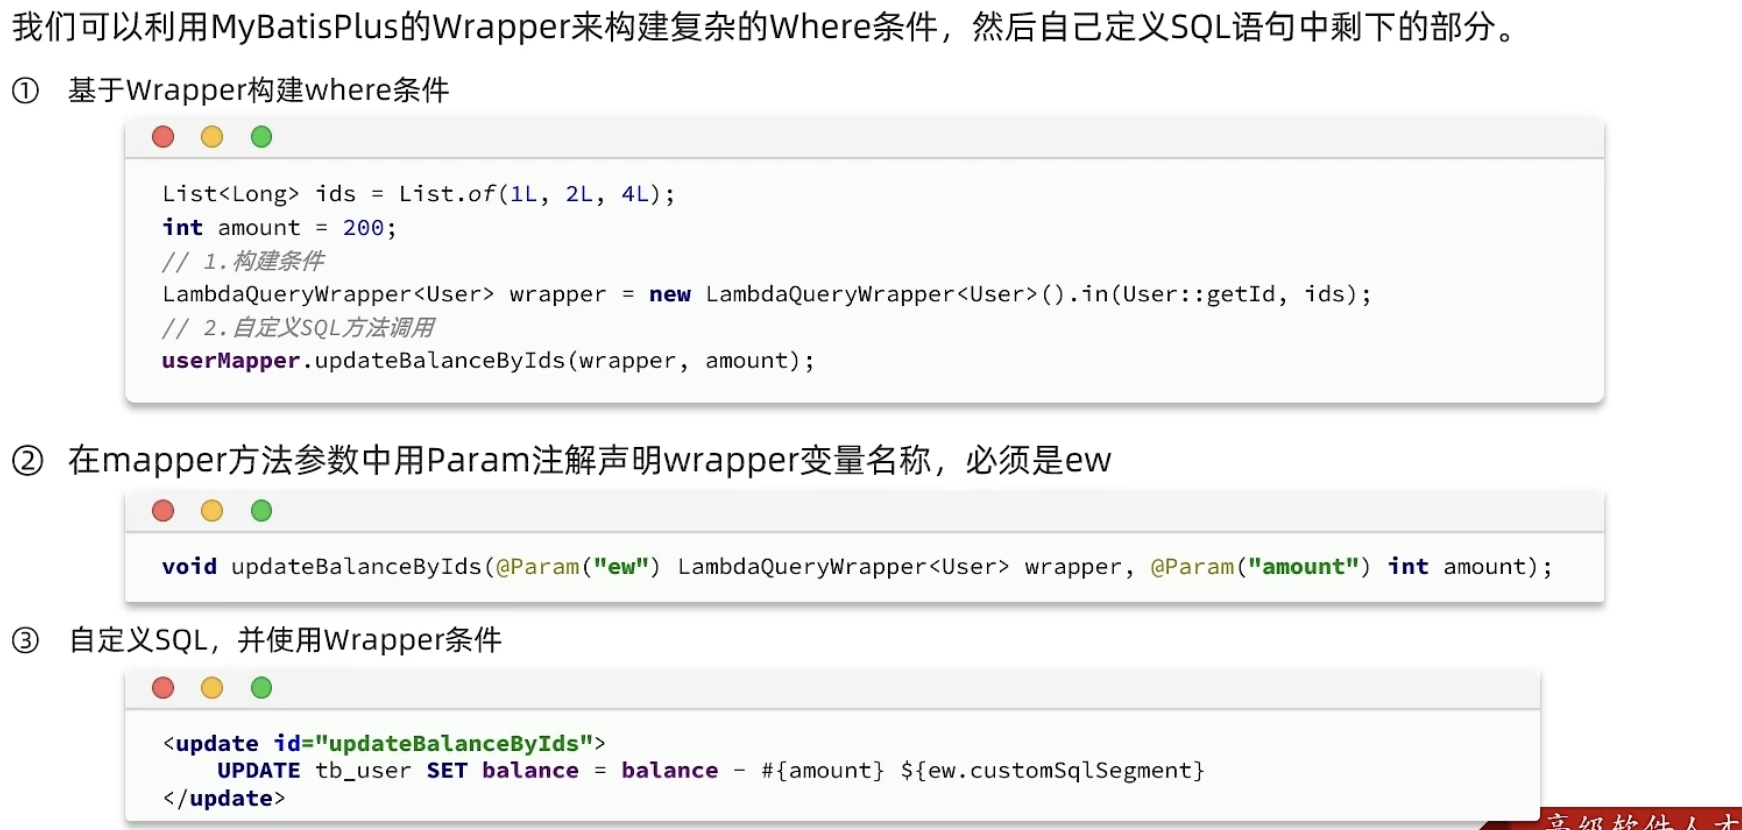 我们可以利用MyBatisPlus的Wrapper来构建复杂的Where条件，然后自己定义SQL语句中剩下的部分。
① 基于Wrapper构建where条件
List<Long> ids = List.of(1L, 2L, 4L);
int amount = 200;
// 1.构建条件
LambdaQueryWrapper<User> wrapper = new LambdaQueryWrapper<User>().in(User::getId, ids);
// 2.自定义SQL方法调用
userMapper.updateBalanceByIds(wrapper, amount);
② 在mapper方法参数中用Param注解声明wrapper变量名称，必须是ew
void updateBalanceByIds(@Param("ew") LambdaQueryWrapper<User> wrapper, @Param("amount") int amount);
③ 自定义SQL，并使用Wrapper条件
<update id="updateBalanceByIds">
    UPDATE tb_user SET balance = balance - #{amount} ${ew.customSqlSegment}
</update>
高级软件人才